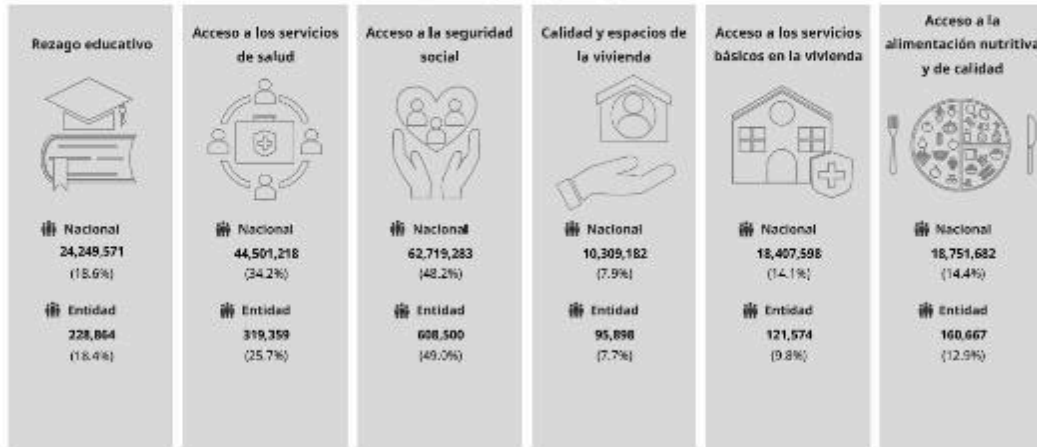 Rezago educativo
Nacional
24,249,571
(18.6%)
Entidad
228,864
(18.4%)
Acceso a los servicios
de salud
Nacional
44,501,218
(34.2%)
Entidad
319,359
(25.7%)
Acceso a la seguridad
social
Nacional
62,719,283
(48.2%)
Entidad
608,500
(49.0%)
Calidad y espacios de
la vivienda
Nacional
10,309,182
(7.9%)
Entidad
95,898
(7.7%)
Acceso a los servicios
básicos en la vivienda
Nacional
18,407,598
(14.1%)
Entidad
121,574
(9.8%)
Acceso a la
alimentación nutritiva
y de calidad
Nacional
18,751,682
(14.4%)
Entidad
160,667
(12.9%)